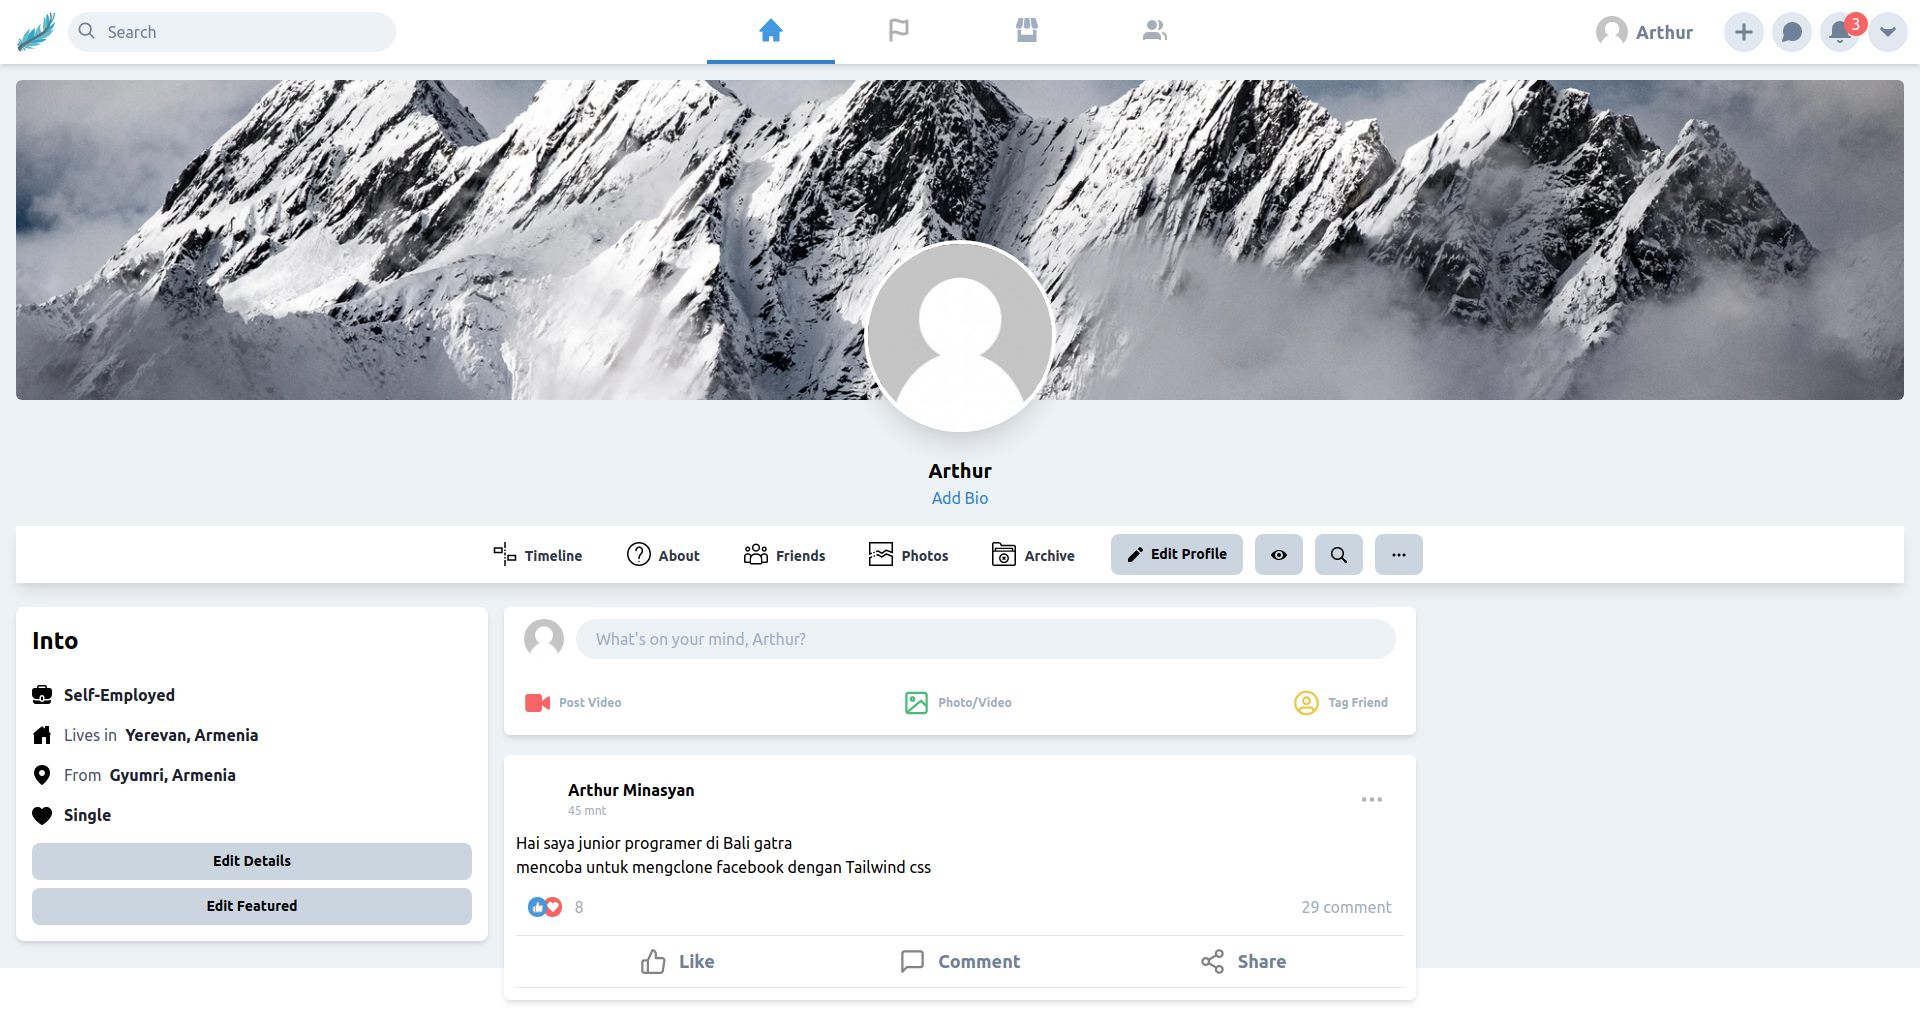 Search
Arthur
3
Arthur
Add Bio
Timeline
About
Friends
Photos
Archive
Edit Profile
Into
Self-Employed
Lives in Yerevan, Armenia
From Gyumri, Armenia
Single
Edit Details
Edit Featured
What's on your mind, Arthur?
Post Video
Photo/Video
Tag Friend
Arthur Minasyan
45 mnt
Hai saya junior programer di Bali gatra
mencoba untuk mengclone facebook dengan Tailwind css
8
29 comment
Like
Comment
Share